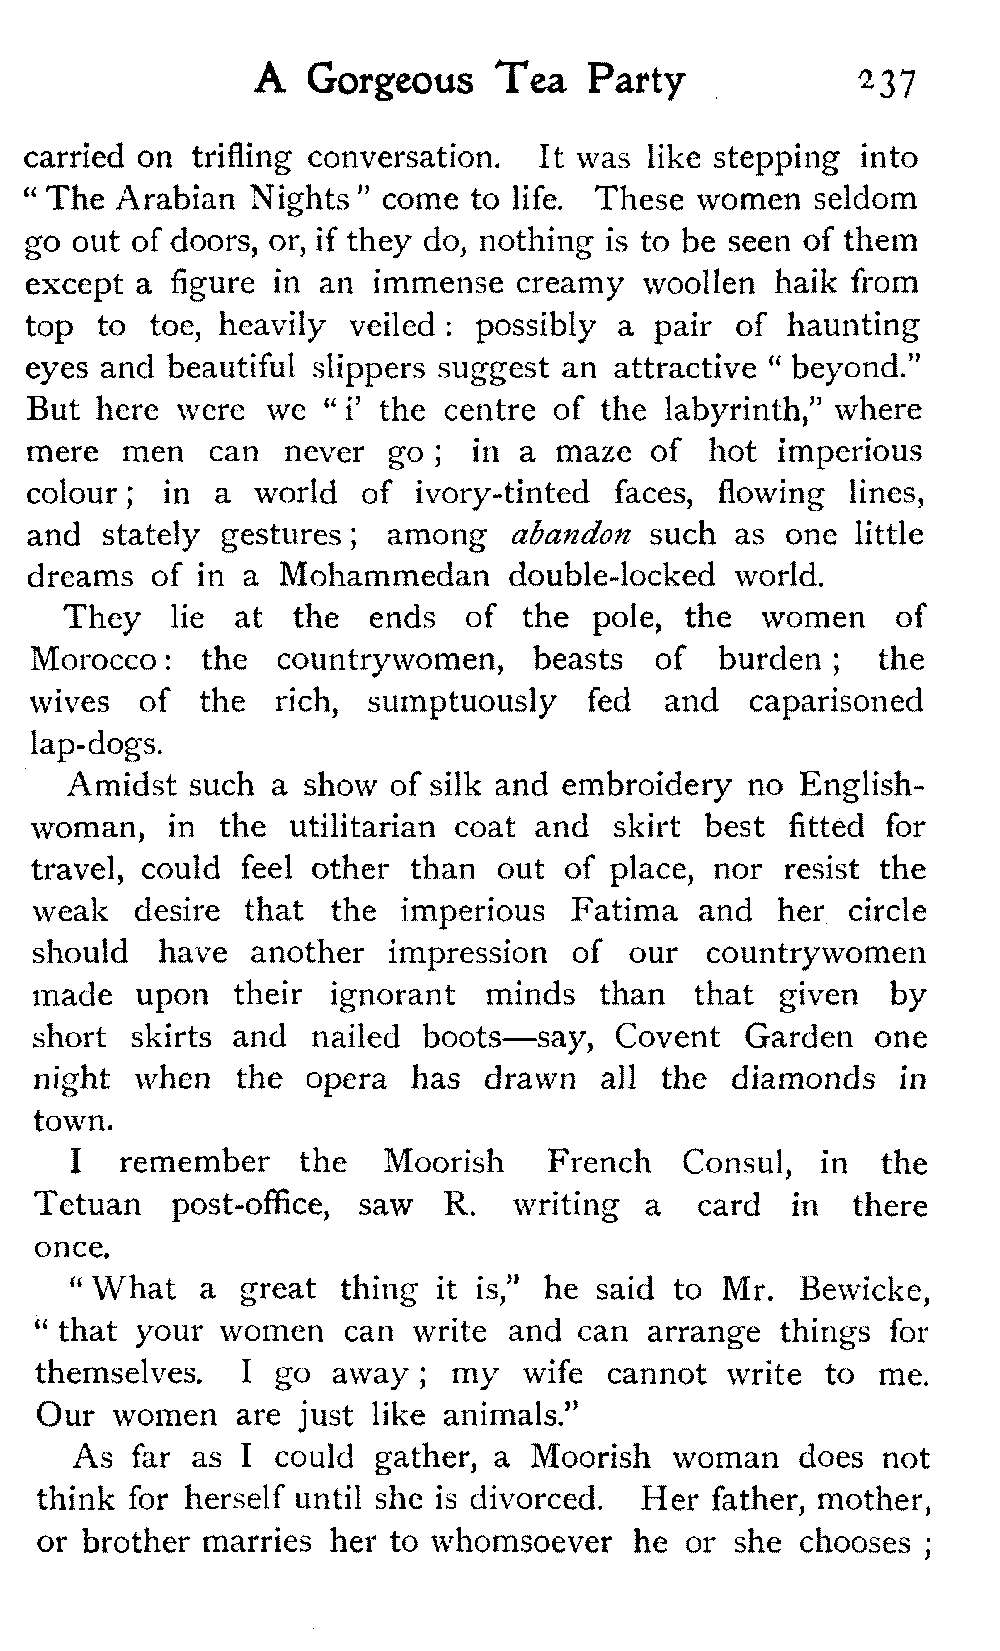 A Gorgeous Tea Party 237
carried on trifling conversation. It was like stepping into
“ The Arabian Nights ” come to life. These women seldom
go out of doors, or, if they do, nothing is to be seen of them
except a figure in an immense creamy woollen haik from
top to toe, heavily veiled : possibly a pair of haunting
eyes and beautiful slippers suggest an attractive “ beyond.”
But here were we “ i’ the centre of the labyrinth,” where
mere men can never go ; in a maze of hot imperious
colour ; in a world of ivory-tinted faces, flowing lines,
and stately gestures ; among abandon such as one little
dreams of in a Mohammedan double-locked world.
They lie at the ends of the pole, the women of
Morocco : the countrywomen, beasts of burden ; the
wives of the rich, sumptuously fed and caparisoned
lap-dogs.
Amidst such a show of silk and embroidery no English-
woman, in the utilitarian coat and skirt best fitted for
travel, could feel other than out of place, nor resist the
weak desire that the imperious Fatima and her circle
should have another impression of our countrywomen
made upon their ignorant minds than that given by
short skirts and nailed boots—say, Covent Garden one
night when the opera has drawn all the diamonds in
town.
I remember the Moorish French Consul, in the
Tetuan post-office, saw R. writing a card in there
once.
“ What a great thing it is,” he said to Mr. Bewicke,
“ that your women can write and can arrange things for
themselves. I go away ; my wife cannot write to me.
Our women are just like animals.”
As far as I could gather, a Moorish woman does not
think for herself until she is divorced. Her father, mother,
or brother marries her to whomsoever he or she chooses ;